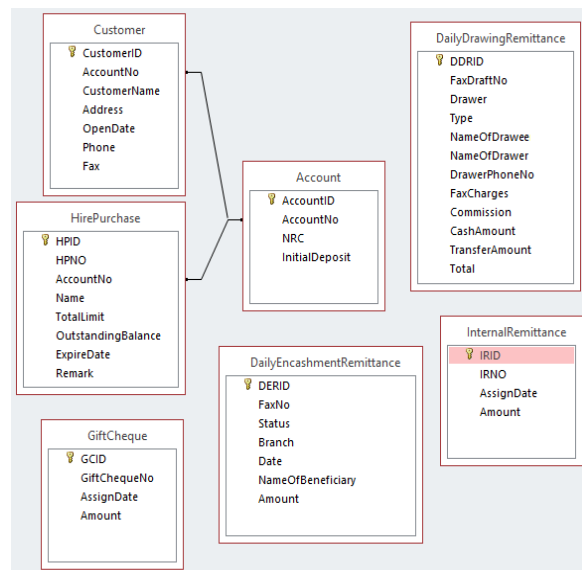 Customer
CustomerID
AccountNo
CustomerName
Address
OpenDate
Phone
Fax
HirePurchase
HPID
HPNO
AccountNo
Name
TotalLimit
OutstandingBalance
ExpireDate
Remark
GiftCheque
GCID
GiftChequeNo
AssignDate
Amount
Account
AccountID
AccountNo
NRC
InitialDeposit
DailyEncashmentRemittance
DERID
FaxNo
Status
Branch
Date
NameOfBeneficiary
Amount
DailyDrawingRemittance
DDRID
FaxDraftNo
Drawer
Type
NameOfDrawee
NameOfDrawer
DrawerPhoneNo
FaxCharges
Commission
CashAmount
TransferAmount
Total
InternalRemittance
IRID
IRNO
AssignDate
Amount